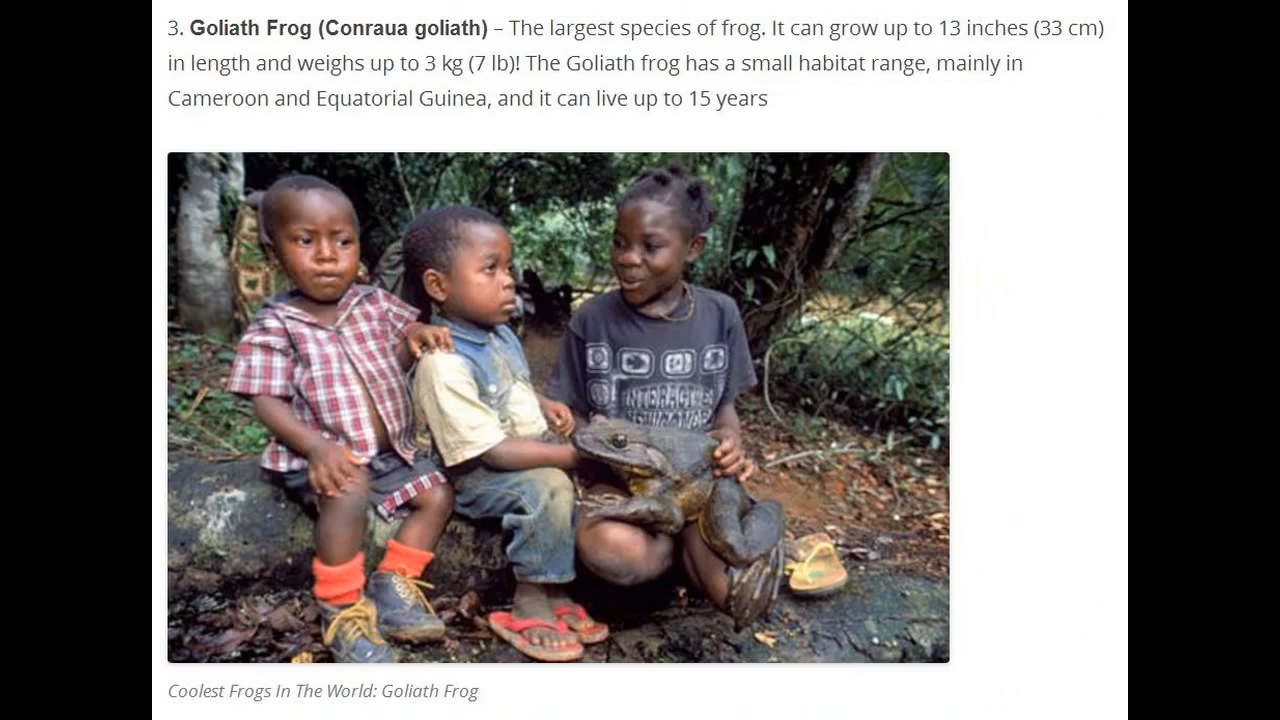 3. Goliath Frog (Conraua goliath) – The largest species of frog. It can grow up to 13 inches (33 cm)
in length and weighs up to 3 kg (7 lb)! The Goliath frog has a small habitat range, mainly in
Cameroon and Equatorial Guinea, and it can live up to 15 years
INTERACTIVE
Coolest Frogs In The World: Goliath Frog